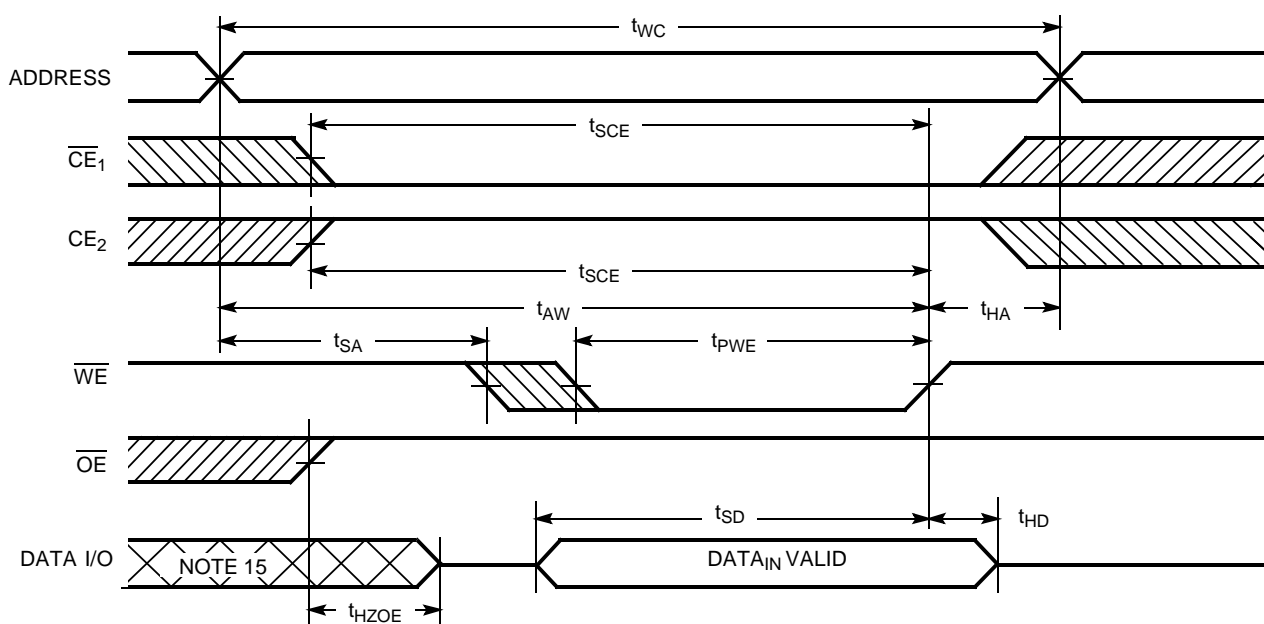 tWC
ADDRESS
tSCE
CE1
CE2
tSCE
tAW
tHA
tSA
tPWE
WE
OE
tSD
tHD
DATA I/O
NOTE 15
DATAIN VALID
tHZOE